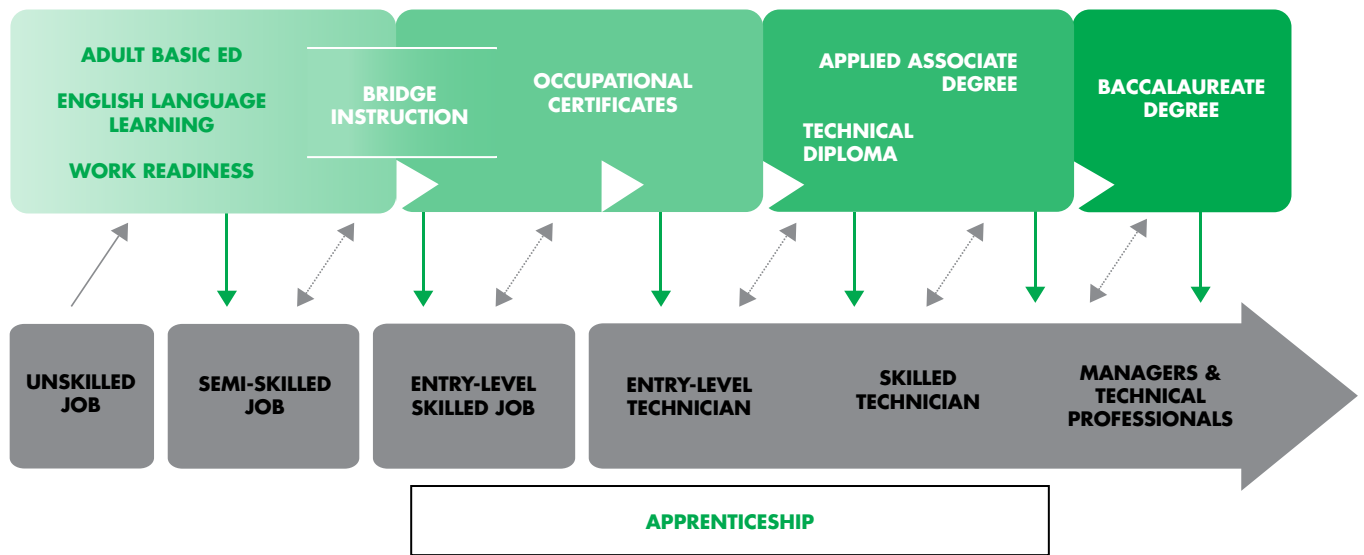 ADULT BASIC ED
ENGLISH LANGUAGE
LEARNING
WORK READINESS
BRIDGE
INSTRUCTION
OCCUPATIONAL
CERTIFICATES
APPLIED ASSOCIATE
DEGREE
TECHNICAL
DIPLOMA
BACCALAUREATE
DEGREE
UNSKILLED
JOB
SEMI-SKILLED
JOB
ENTRY-LEVEL
SKILLED JOB
ENTRY-LEVEL
TECHNICIAN
SKILLED
TECHNICIAN
MANAGERS &
TECHNICAL
PROFESSIONALS
APPRENTICESHIP